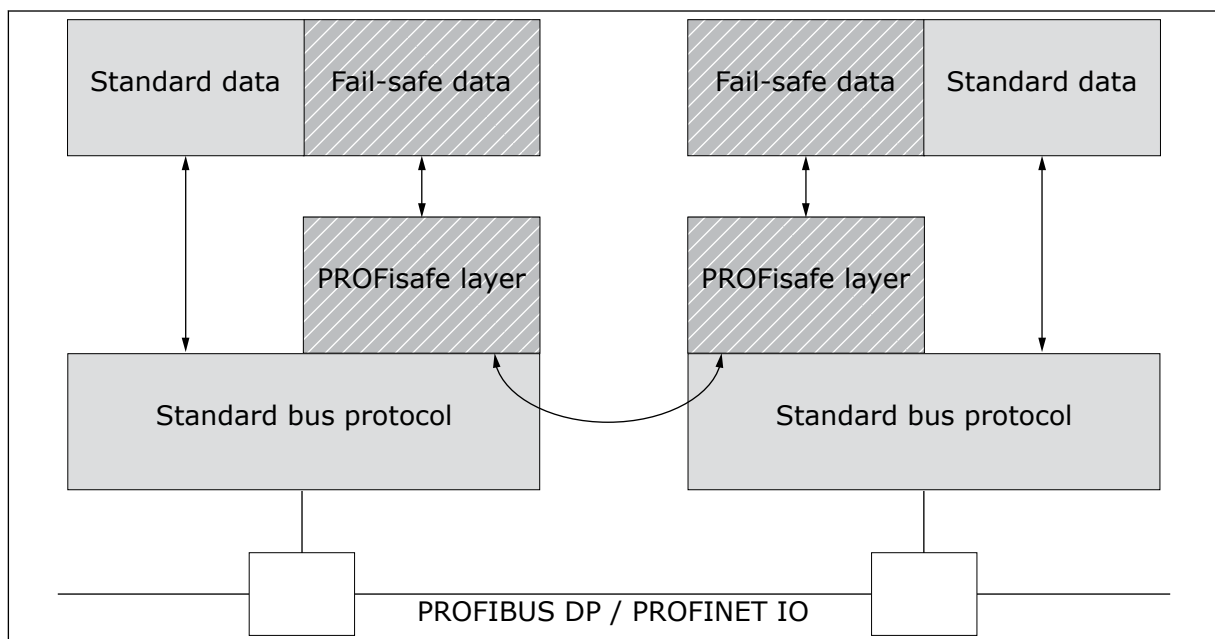 Standard data
Fail-safe data
Fail-safe data
Standard data
PROFisafe layer
PROFisafe layer
Standard bus protocol
Standard bus protocol
PROFIBUS DP / PROFINET IO